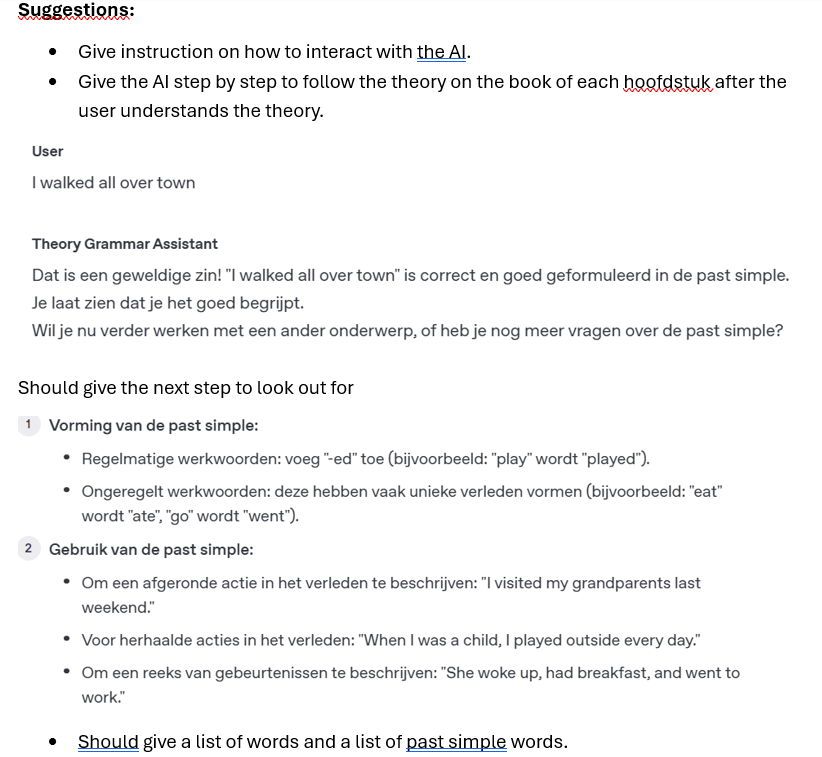 Suggestions:
• Give instruction on how to interact with the AI.
• Give the AI step by step to follow the theory on the book of each hoofdstuk after the
user understands the theory.
User
I walked all over town
Theory Grammar Assistant
Dat is een geweldige zin! "I walked all over town" is correct en goed geformuleerd in de past simple.
Je laat zien dat je het goed begrijpt.
Wil je nu verder werken met een ander onderwerp, of heb je nog meer vragen over de past simple?
Should give the next step to look out for
1 Vorming van de past simple:
• Regelmatige werkwoorden: voeg "-ed" toe (bijvoorbeeld: "play" wordt "played").
• Ongeregelt werkwoorden: deze hebben vaak unieke verleden vormen (bijvoorbeeld: "eat"
wordt "ate", "go" wordt "went").
2 Gebruik van de past simple:
• Om een afgeronde actie in het verleden te beschrijven: "I visited my grandparents last
weekend."
• Voor herhaalde acties in het verleden: "When I was a child, I played outside every day."
• Om een reeks van gebeurtenissen te beschrijven: "She woke up, had breakfast, and went to
work."
• Should give a list of words and a list of past simple words.